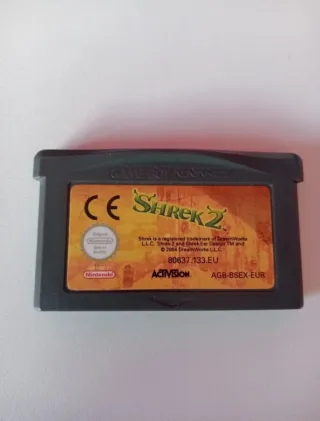 GAME BOY ADVANCE
CE
SHREK 2
Shrek is a registered trademark of DreamWorks
L.L.C. Shrek 2 and Shrek Ear Design TM and
© 2004 DreamWorks L.L.C.
Nintendo
ACTIVISION
80637.133.EU
AGB-BSEX-EUR